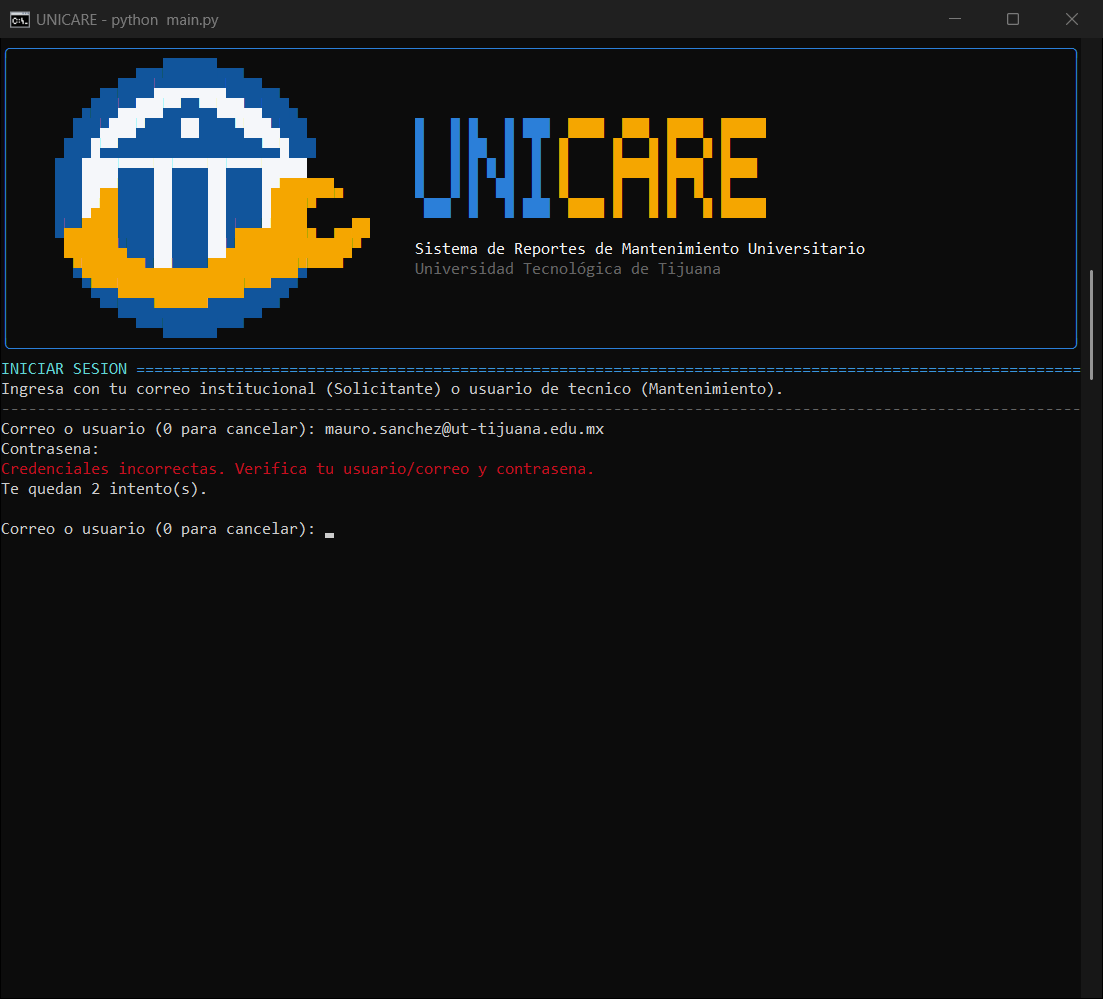 UNICARE - python  main.py
UNICARE
Sistema de Reportes de Mantenimiento Universitario
Universidad Tecnológica de Tijuana
INICIAR SESION =========================================================================================================
Ingresa con tu correo institucional (Solicitante) o usuario de tecnico (Mantenimiento).
------------------------------------------------------------------------------------------------------------------------
Correo o usuario (0 para cancelar): mauro.sanchez@ut-tijuana.edu.mx
Contrasena:
Credenciales incorrectas. Verifica tu usuario/correo y contrasena.
Te quedan 2 intento(s).
Correo o usuario (0 para cancelar):